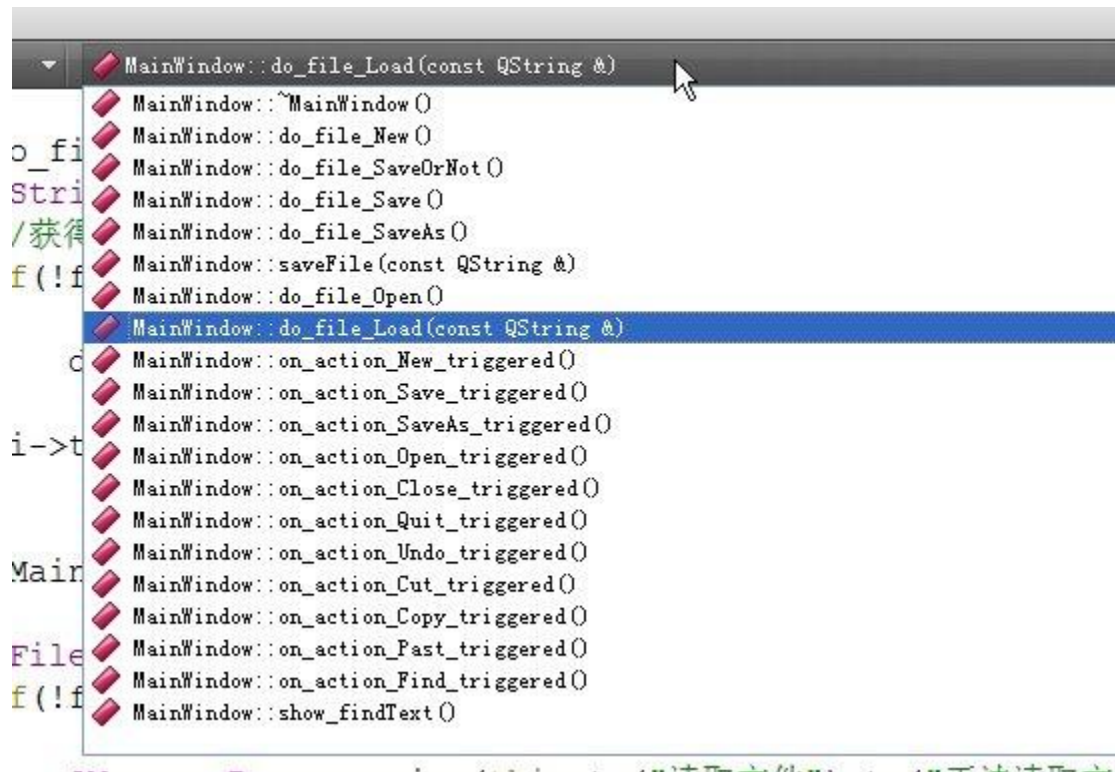 MainWindow::do_file_Load(const QString &)
MainWindow::~MainWindow()
MainWindow::do_file_New()
MainWindow::do_file_SaveOrNot()
MainWindow::do_file_Save()
MainWindow::do_file_SaveAs()
MainWindow::saveFile(const QString &)
MainWindow::do_file_Open()
MainWindow::do_file_Load(const QString &)
MainWindow::on_action_New_triggered()
MainWindow::on_action_Save_triggered()
MainWindow::on_action_SaveAs_triggered()
MainWindow::on_action_Open_triggered()
MainWindow::on_action_Close_triggered()
MainWindow::on_action_Quit_triggered()
MainWindow::on_action_Undo_triggered()
MainWindow::on_action_Cut_triggered()
MainWindow::on_action_Copy_triggered()
MainWindow::on_action_Past_triggered()
MainWindow::on_action_Find_triggered()
MainWindow::show_findText()
o_fi
Stri
/获得
f(!f
i->t
Main
File
f(!f